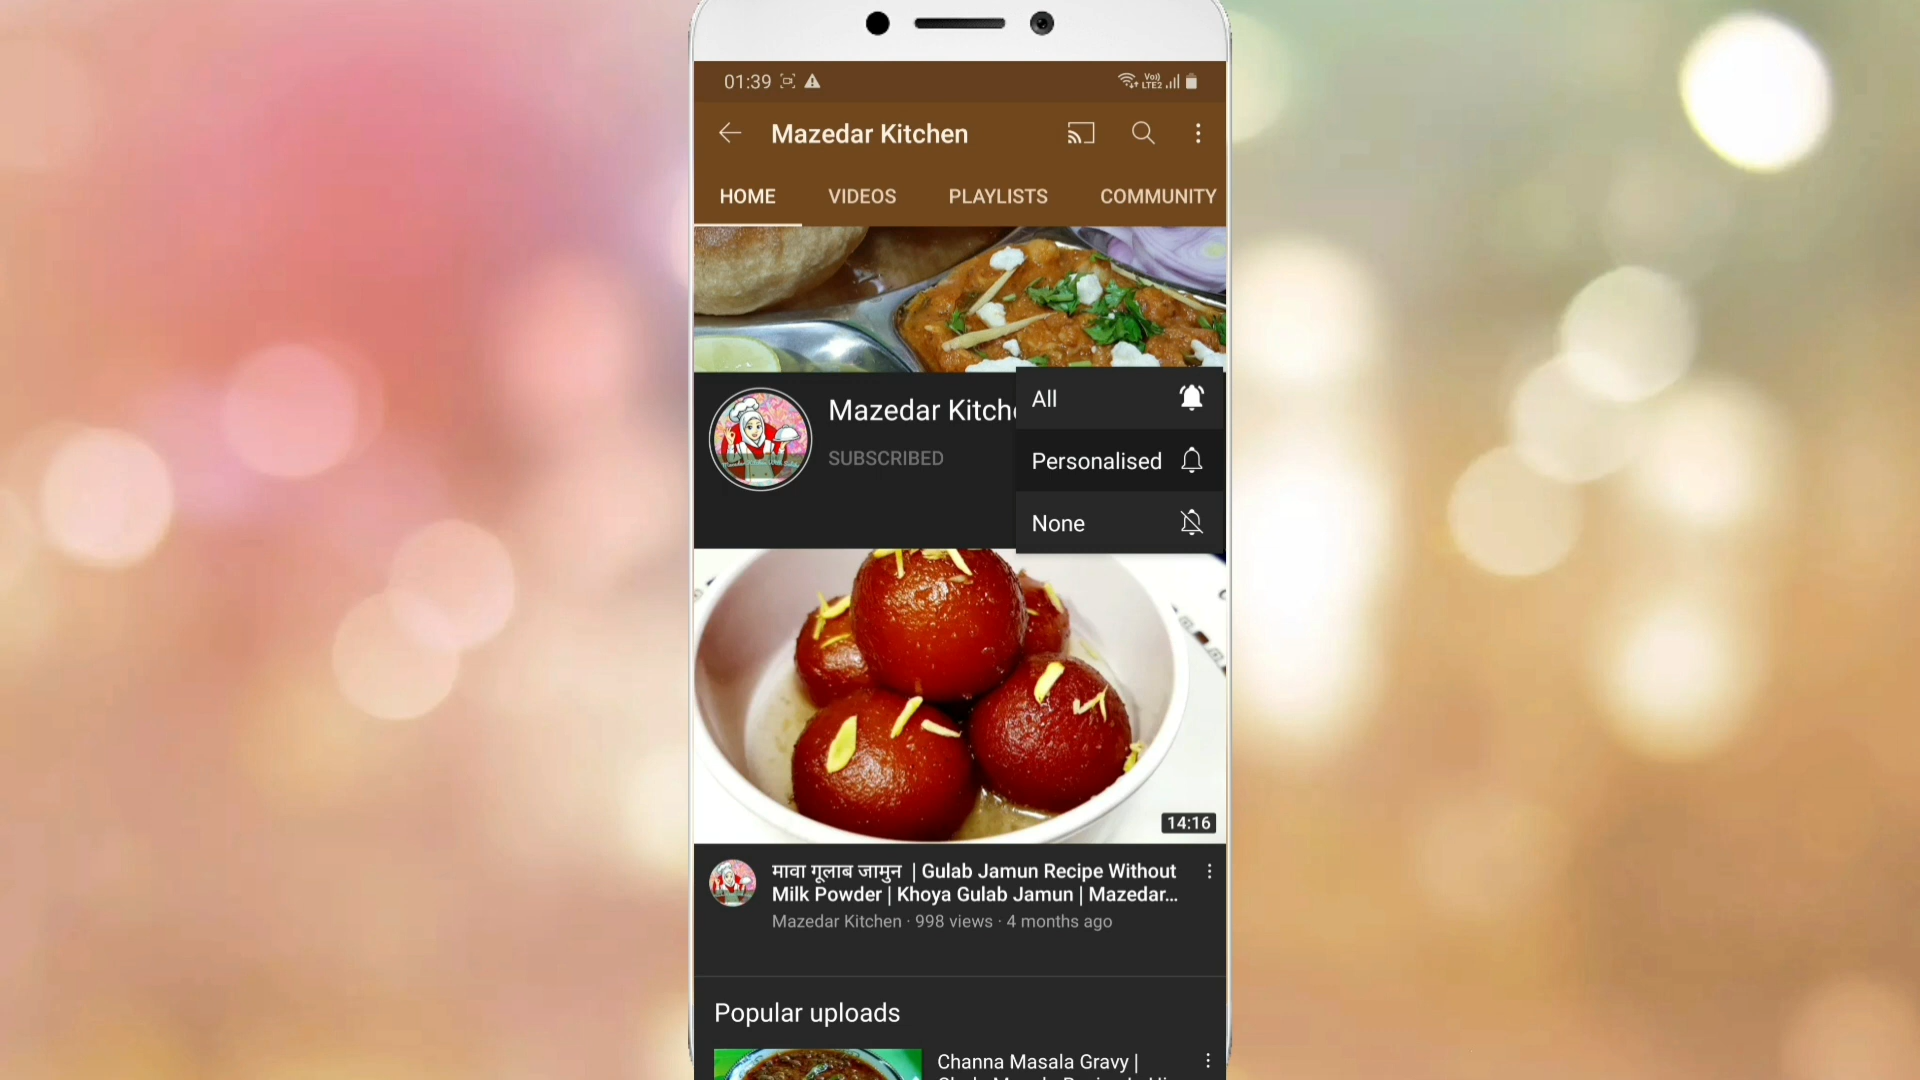 01:39
Vo)) LTE2
Mazedar Kitchen
HOME VIDEOS PLAYLISTS COMMUNITY
Mazedar Kitch
SUBSCRIBED
All
Personalised
None
14:16
मावा गूलाब जामुन | Gulab Jamun Recipe Without
Milk Powder | Khoya Gulab Jamun | Mazedar...
Mazedar Kitchen · 998 views · 4 months ago
Popular uploads
Channa Masala Gravy |